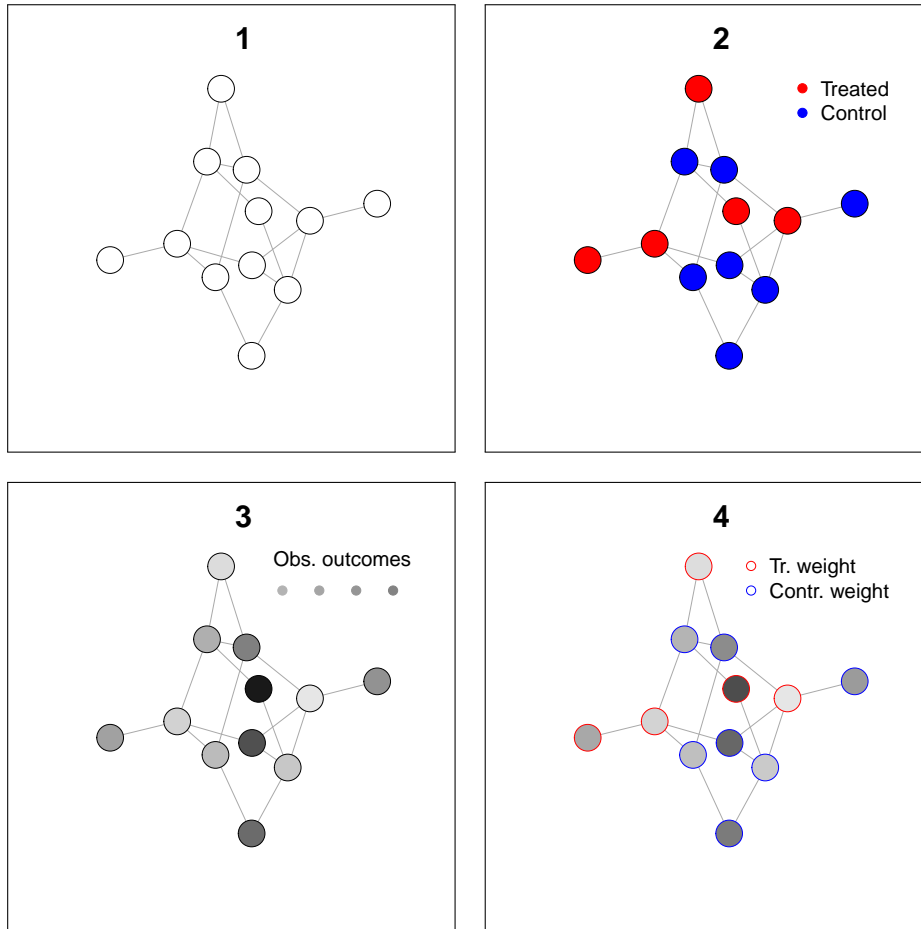 1
2
Treated
Control
3
Obs. outcomes
4
Tr. weight
Contr. weight